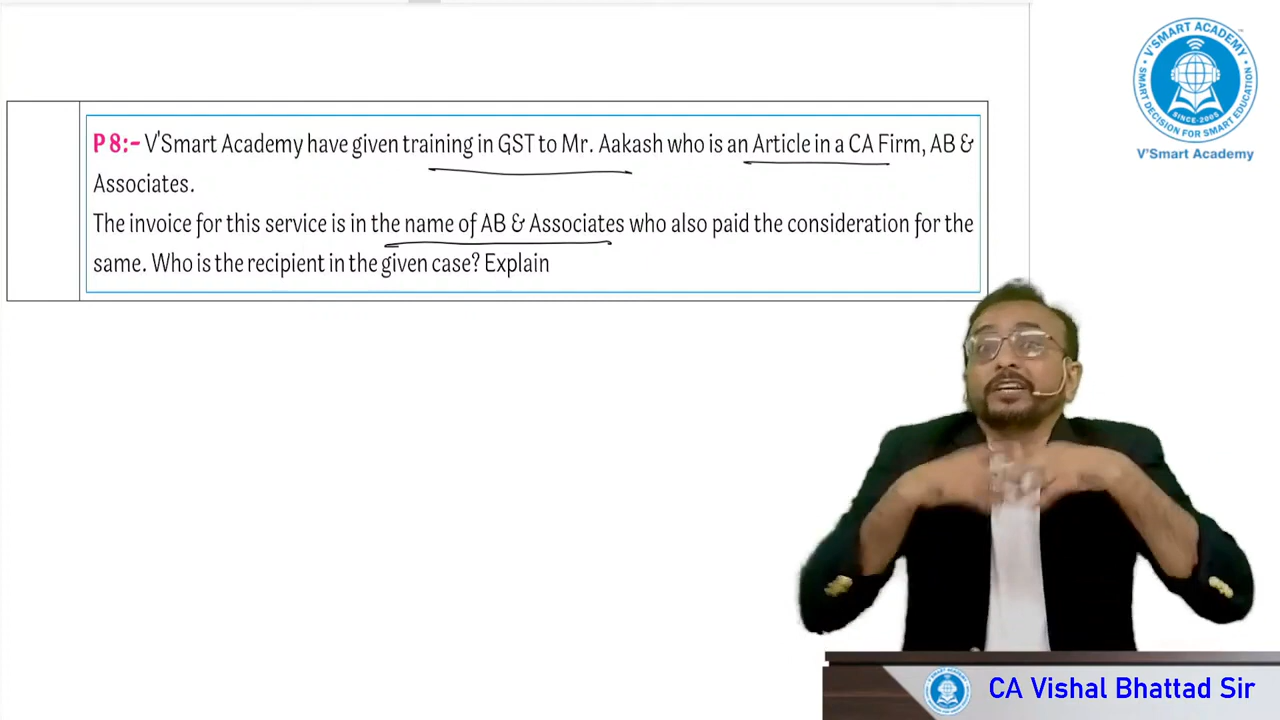 V'SMART ACADEMY
SMART DECISION FOR SMART EDUCATION
SINCE-2005
V'Smart Academy
P 8:- V'Smart Academy have given training in GST to Mr. Aakash who is an Article in a CA Firm, AB &
Associates.
The invoice for this service is in the name of AB & Associates who also paid the consideration for the
same. Who is the recipient in the given case? Explain
CA Vishal Bhattad Sir